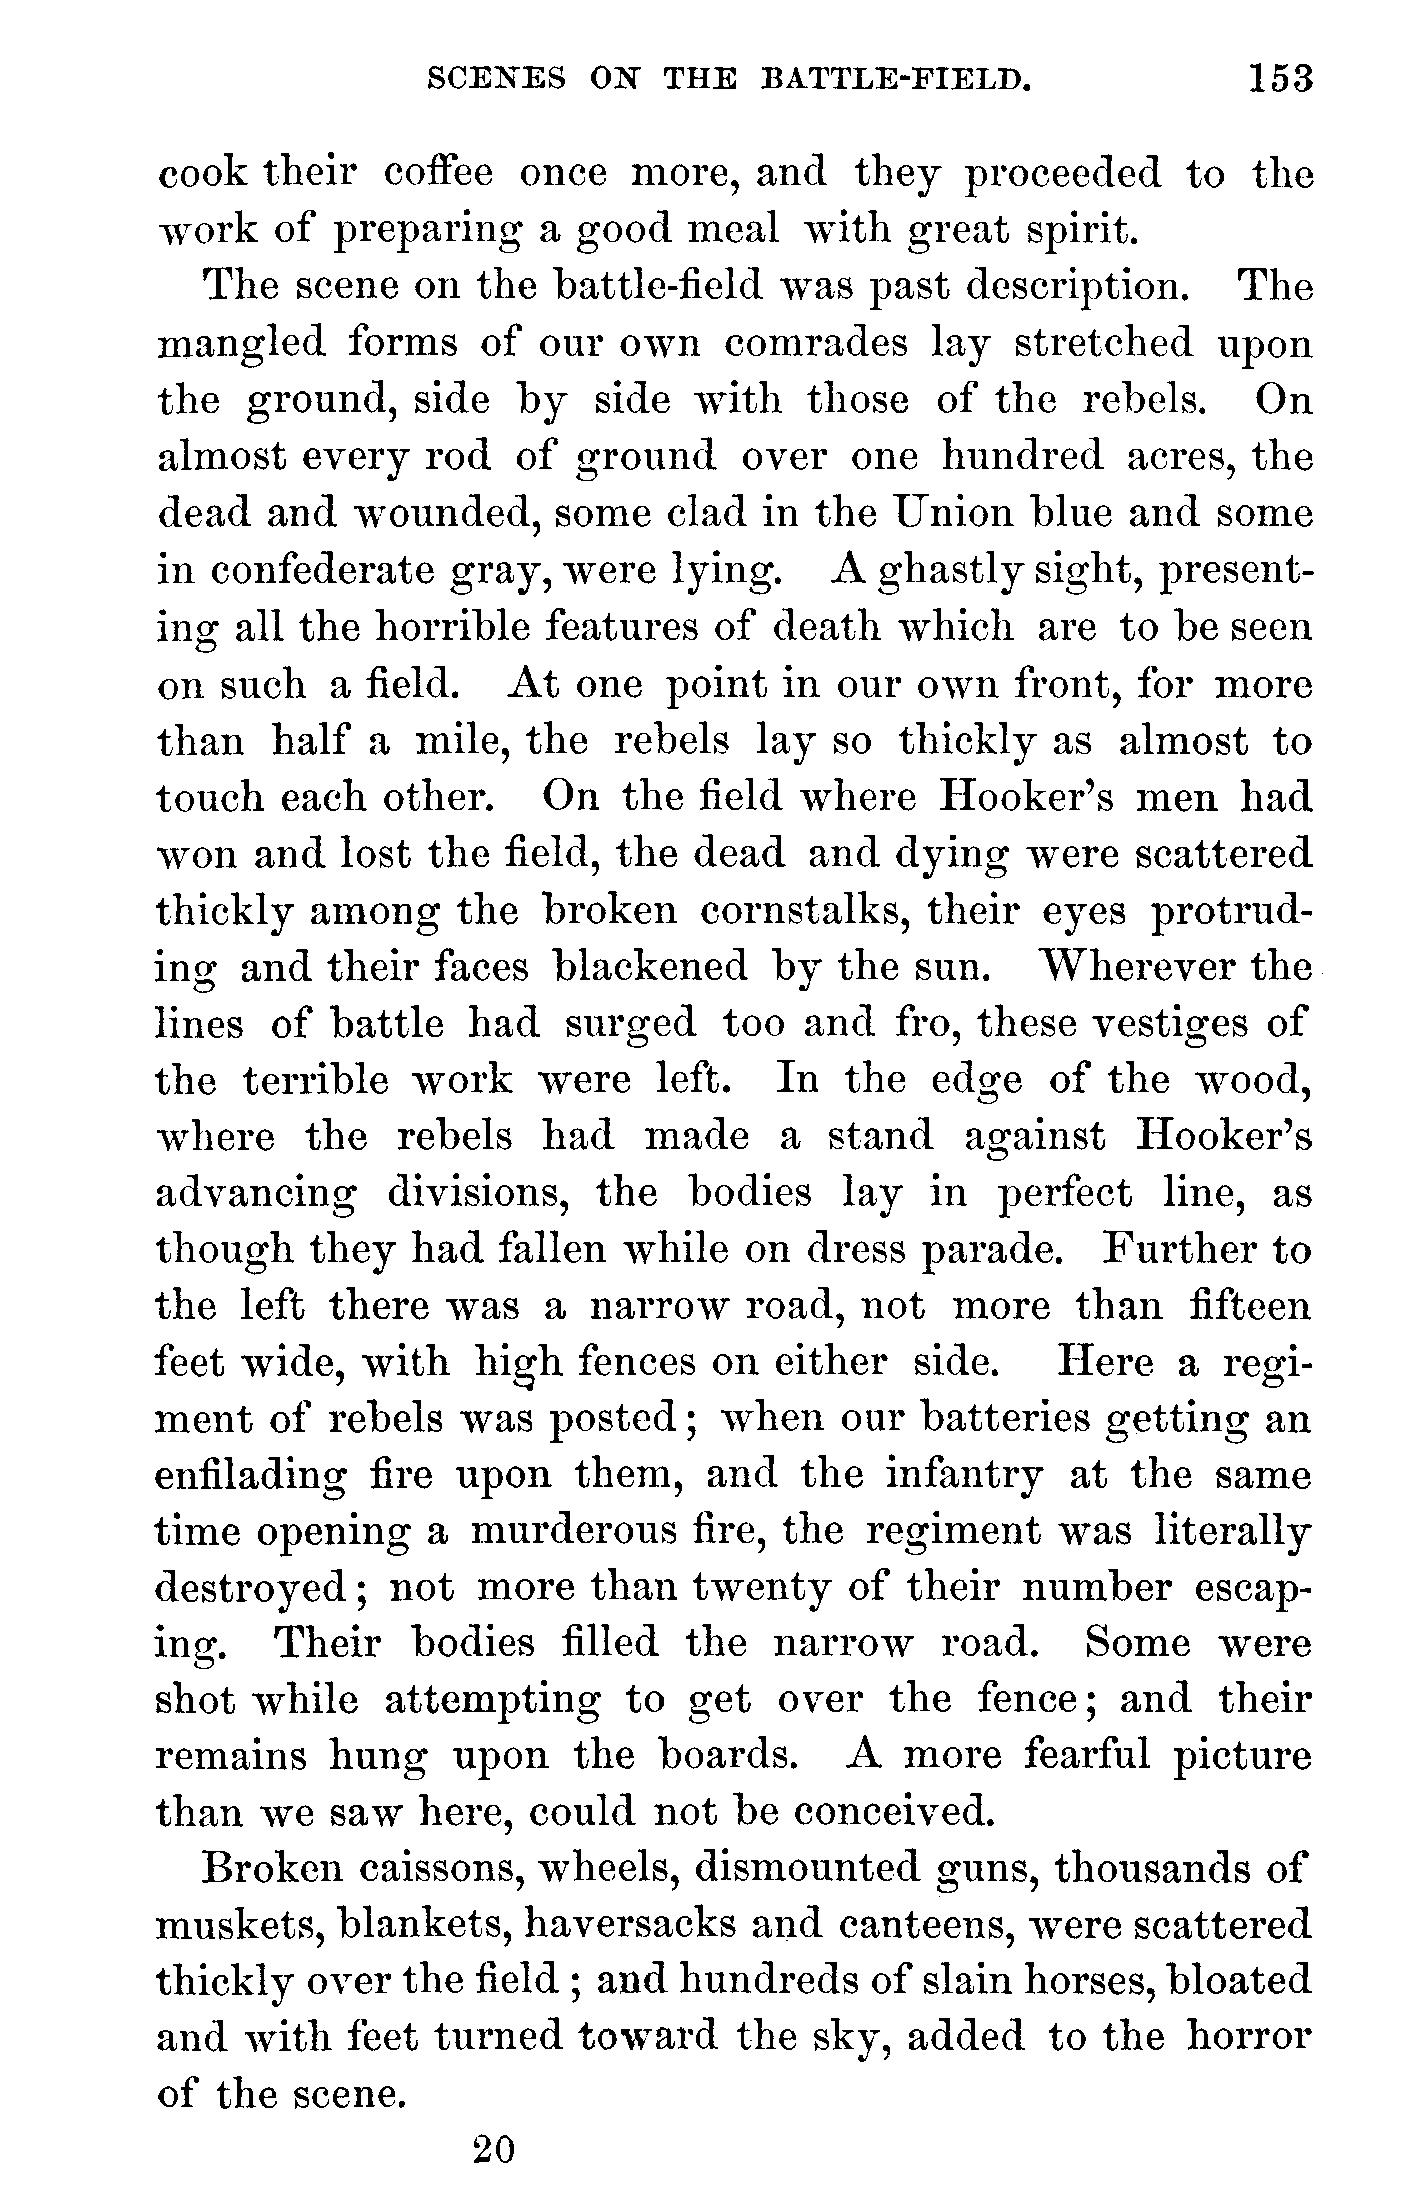 SCENES ON THE BATTLE-FIELD. 153
cook their coffee once more, and they proceeded to the
work of preparing a good meal with great spirit.
The scene on the battle-field was past description. The
mangled forms of our own comrades lay stretched upon
the ground, side by side with those of the rebels. On
almost every rod of ground over one hundred acres, the
dead and wounded, some clad in the Union blue and some
in confederate gray, were lying. A ghastly sight, present-
ing all the horrible features of death which are to be seen
on such a field. At one point in our own front, for more
than half a mile, the rebels lay so thickly as almost to
touch each other. On the field where Hooker's men had
won and lost the field, the dead and dying were scattered
thickly among the broken cornstalks, their eyes protrud-
ing and their faces blackened by the sun. Wherever the
lines of battle had surged too and fro, these vestiges of
the terrible work were left. In the edge of the wood,
where the rebels had made a stand against Hooker's
advancing divisions, the bodies lay in perfect line, as
though they had fallen while on dress parade. Further to
the left there was a narrow road, not more than fifteen
feet wide, with high fences on either side. Here a regi-
ment of rebels was posted; when our batteries getting an
enfilading fire upon them, and the infantry at the same
time opening a murderous fire, the regiment was literally
destroyed; not more than twenty of their number escap-
ing. Their bodies filled the narrow road. Some were
shot while attempting to get over the fence; and their
remains hung upon the boards. A more fearful picture
than we saw here, could not be conceived.
Broken caissons, wheels, dismounted guns, thousands of
muskets, blankets, haversacks and canteens, were scattered
thickly over the field; and hundreds of slain horses, bloated
and with feet turned toward the sky, added to the horror
of the scene.
20